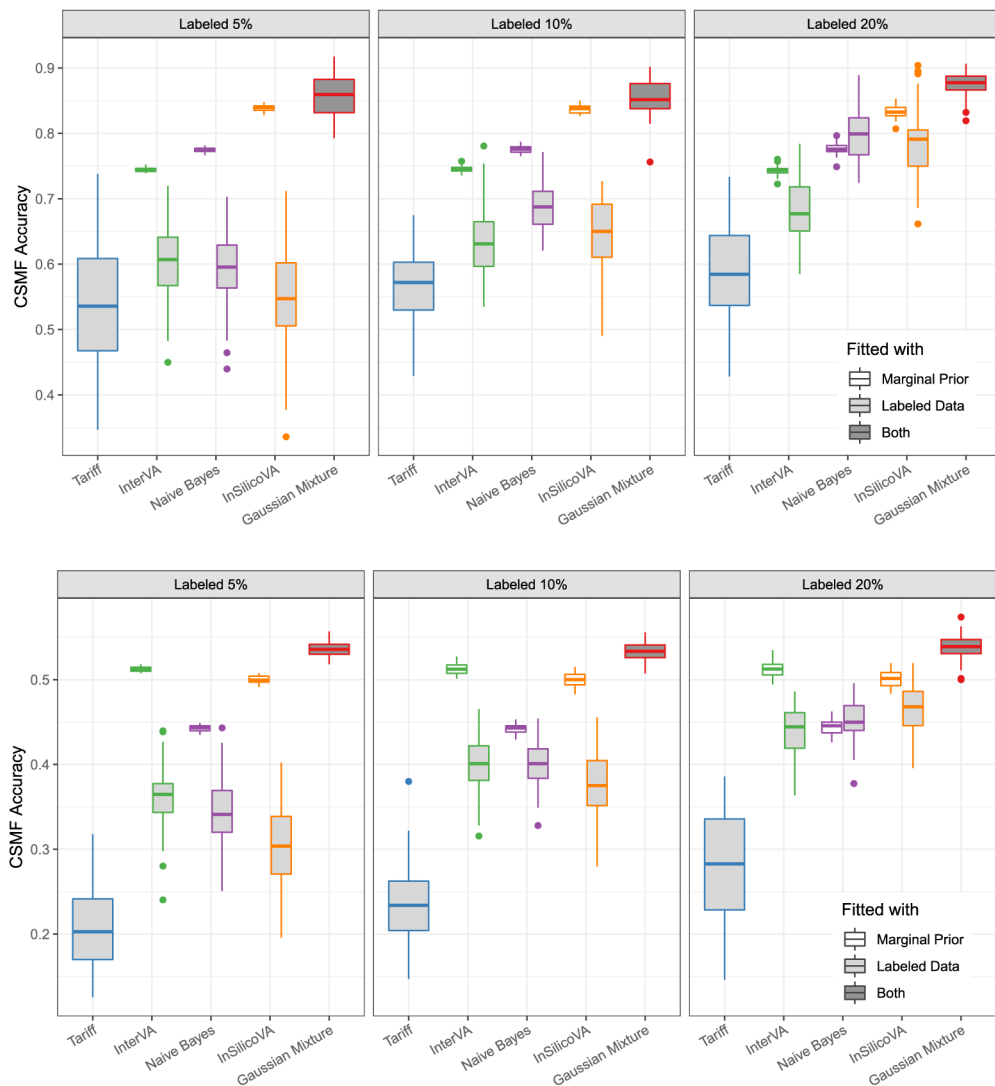 Labeled 5%
Labeled 10%
Labeled 20%
CSMF Accuracy
0.9
0.8
0.7
0.6
0.5
0.4
Fitted with
Marginal Prior
Labeled Data
Both
Tariff
InterVA
Naive Bayes
InSilicoVA
Gaussian Mixture
Tariff
InterVA
Naive Bayes
InSilicoVA
Gaussian Mixture
Tariff
InterVA
Naive Bayes
InSilicoVA
Gaussian Mixture
Labeled 5%
Labeled 10%
Labeled 20%
CSMF Accuracy
0.5
0.4
0.3
0.2
Fitted with
Marginal Prior
Labeled Data
Both
Tariff
InterVA
Naive Bayes
InSilicoVA
Gaussian Mixture
Tariff
InterVA
Naive Bayes
InSilicoVA
Gaussian Mixture
Tariff
InterVA
Naive Bayes
InSilicoVA
Gaussian Mixture